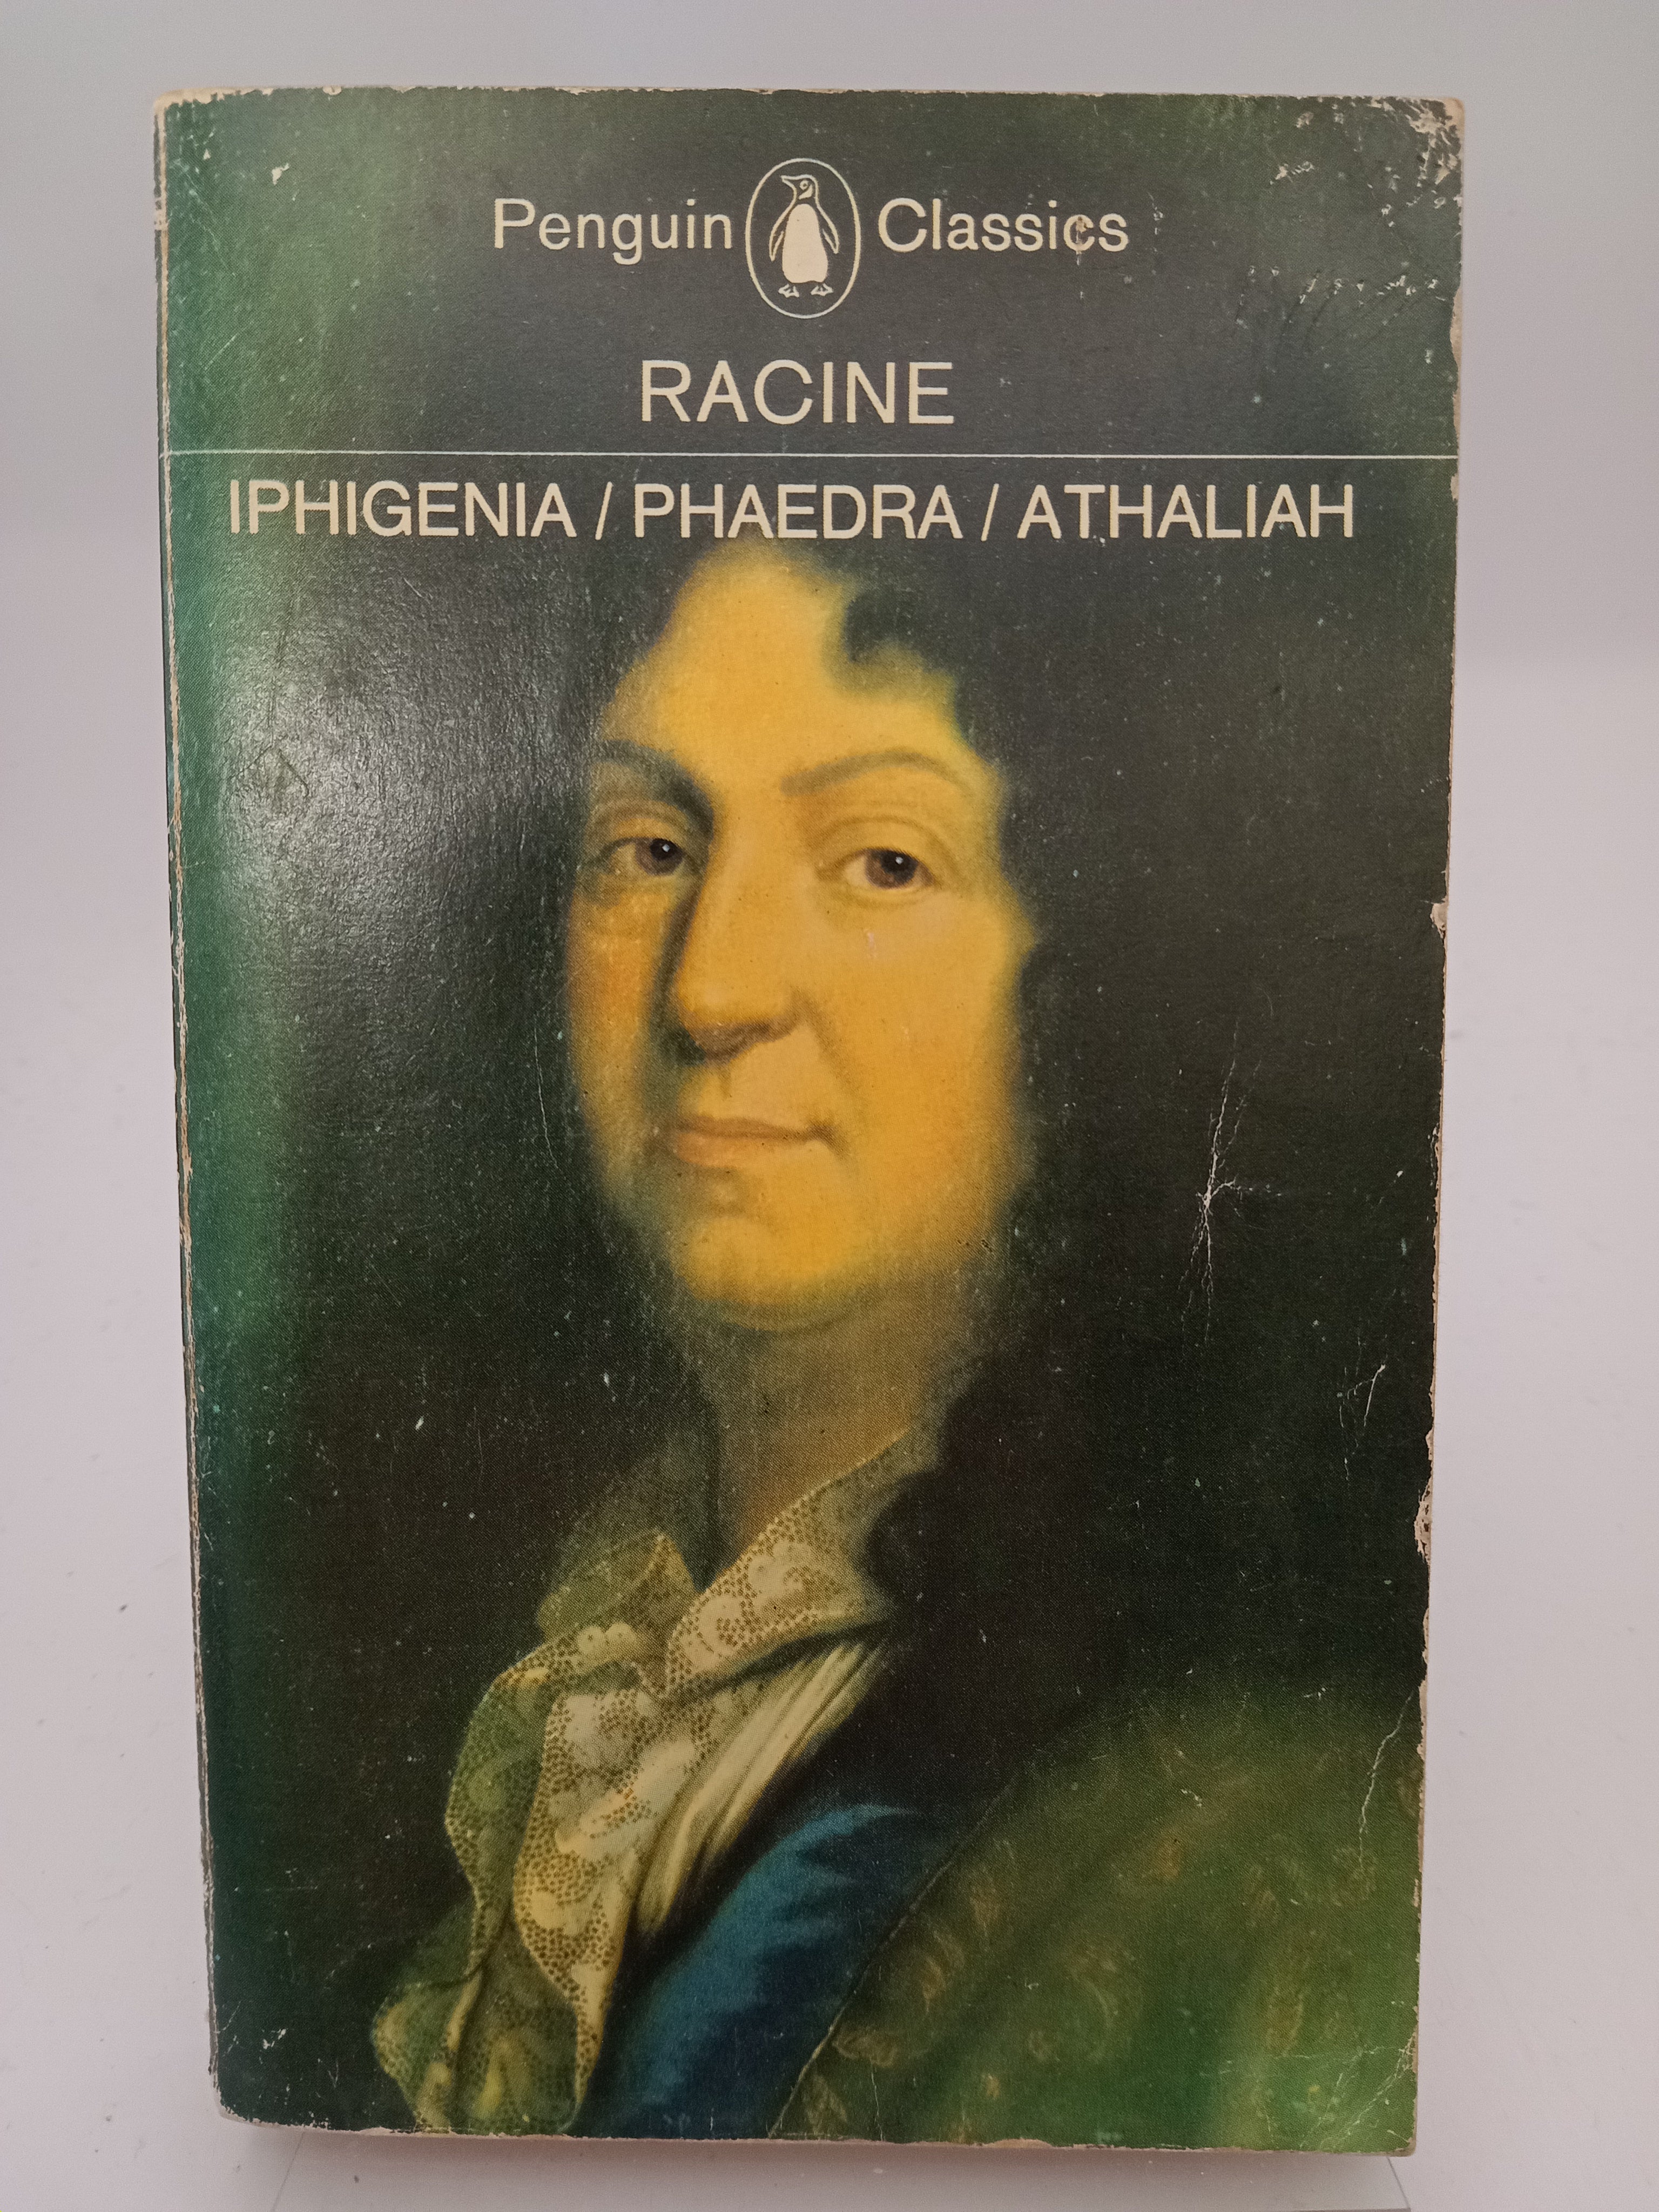 Penguin Classics
RACINE
IPHIGENIA / PHAEDRA / ATHALIAH